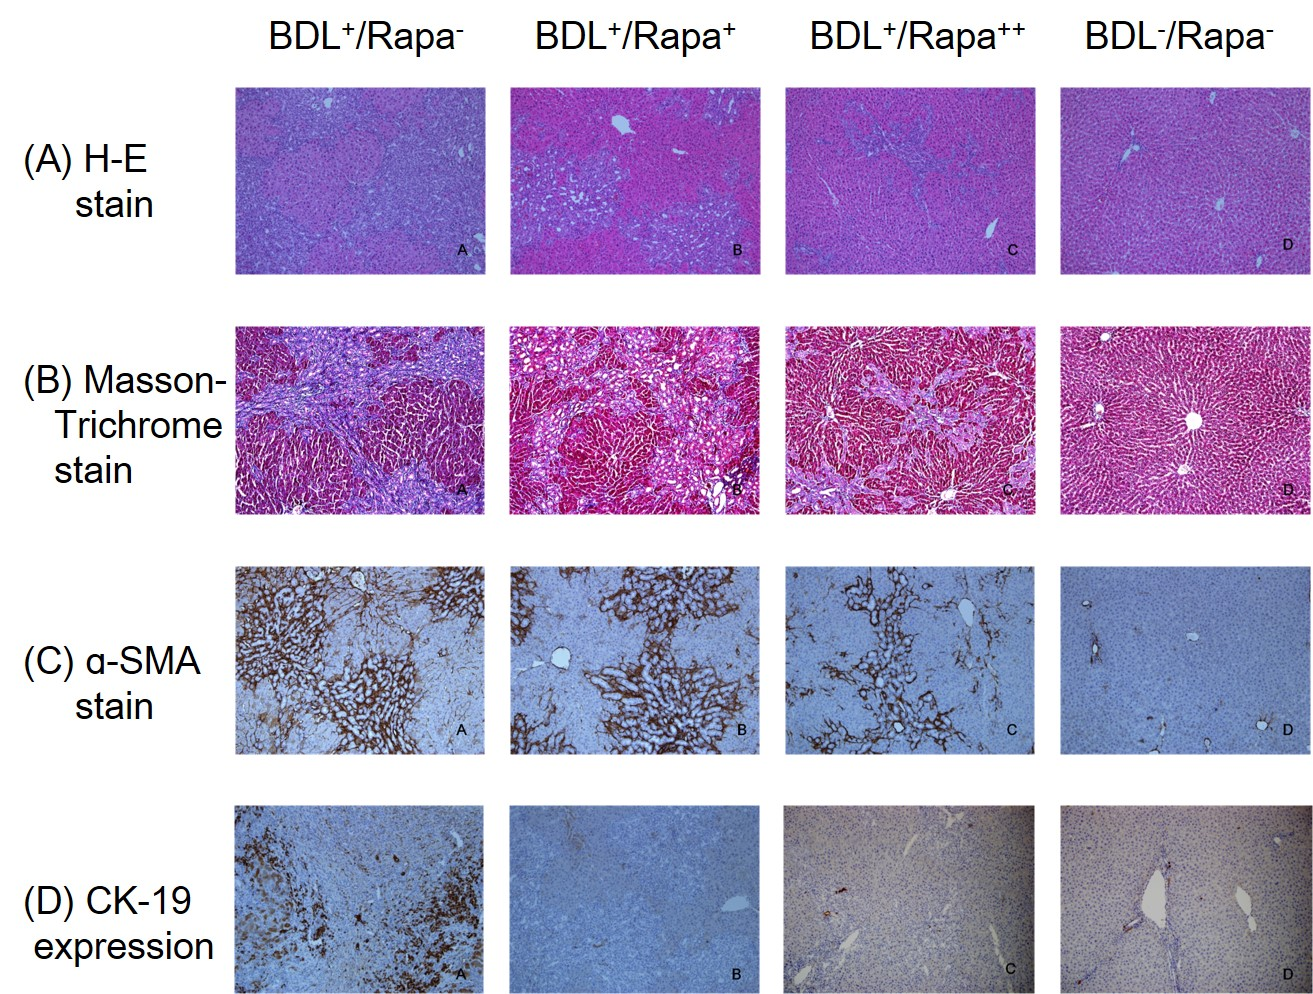 BDL⁺/Rapa⁻ BDL⁺/Rapa⁺ BDL⁺/Rapa⁺⁺ BDL⁻/Rapa⁻
(A) H-E
stain
A B C D
(B) Masson-
Trichrome
stain
A B C D
(C) α-SMA
stain
A B C D
(D) CK-19
expression
A B C D